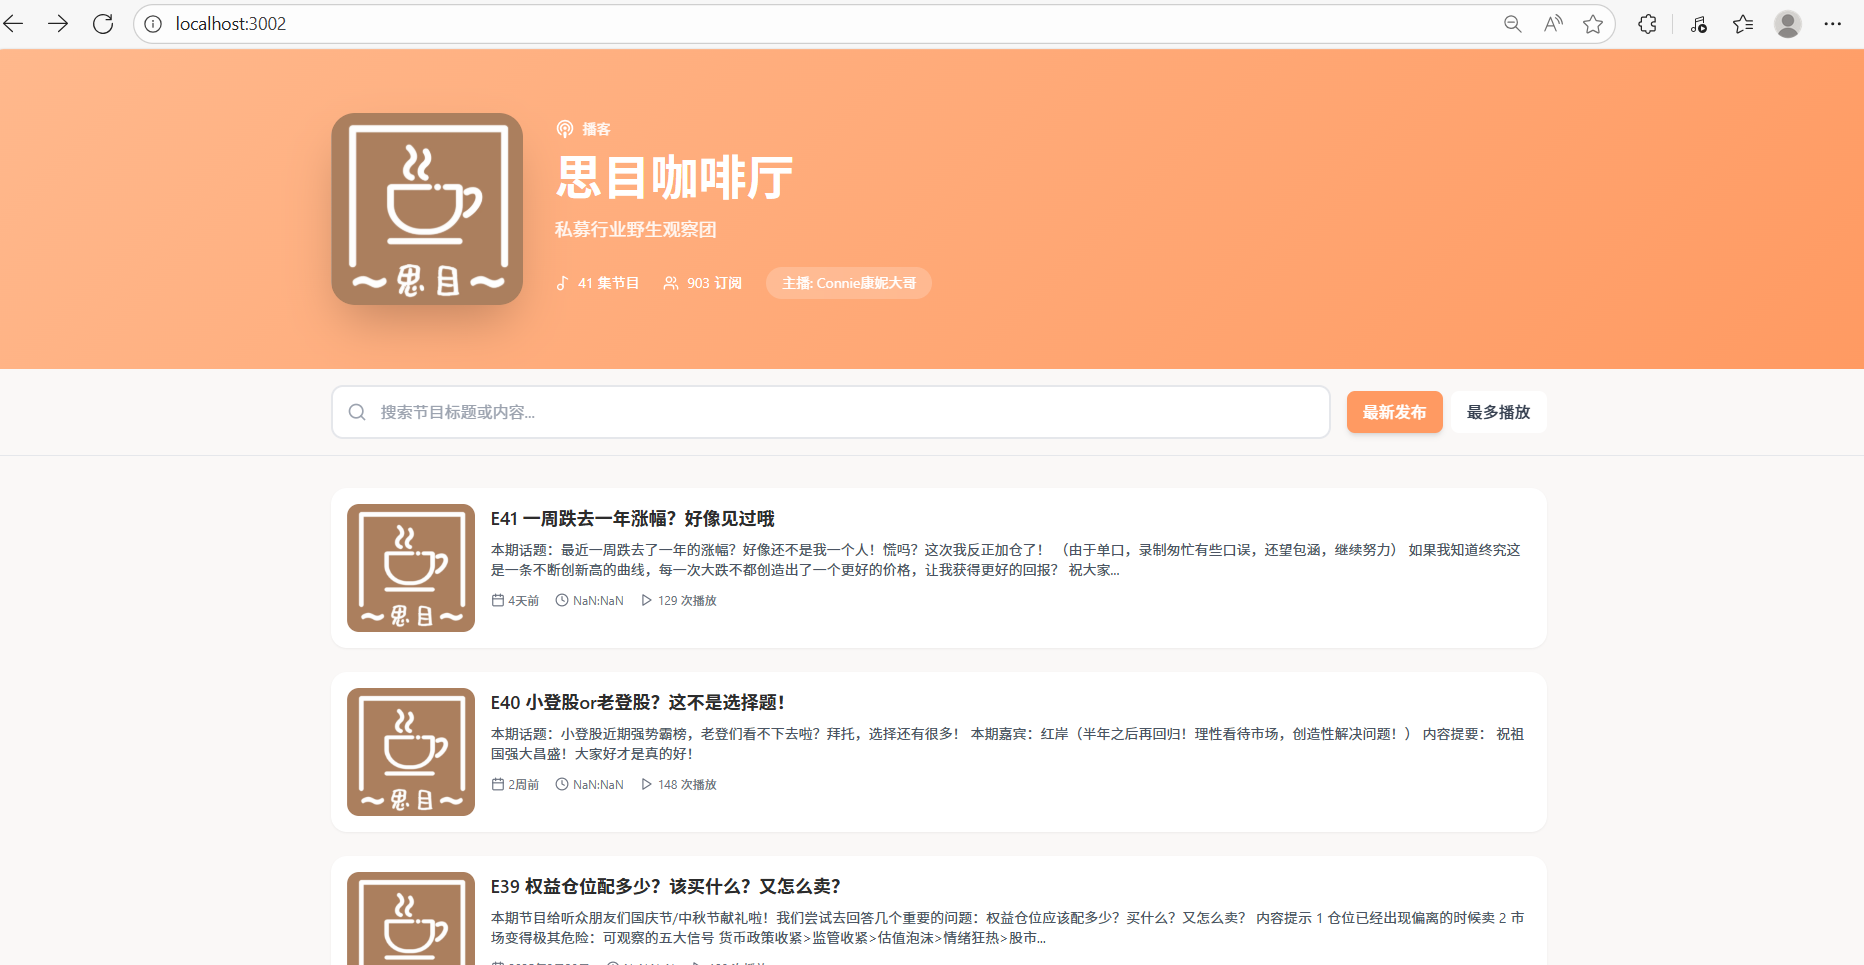 localhost:3002
播客
思目咖啡厅
私募行业野生观察团
41 集节目 903 订阅 主播: Connie康妮大哥
～思目～
搜索节目标题或内容...
最新发布 最多播放
～思目～
E41 一周跌去一年涨幅？好像见过哦
本期话题：最近一周跌去了一年的涨幅？好像还不是我一个人！慌吗？这次我反正加仓了！ （由于单口，录制匆忙有些口误，还望包涵，继续努力） 如果我知道终究这
是一条不断创新高的曲线，每一次大跌不都创造出了一个更好的价格，让我获得更好的回报？ 祝大家...
4天前 NaN:NaN 129 次播放
～思目～
E40 小登股or老登股？这不是选择题！
本期话题：小登股近期强势霸榜，老登们看不下去啦？拜托，选择还有很多！ 本期嘉宾：红岸（半年之后再回归！理性看待市场，创造性解决问题！） 内容提要： 祝祖
国强大昌盛！大家好才是真的好！
2周前 NaN:NaN 148 次播放
E39 权益仓位配多少？该买什么？又怎么卖？
本期节目给听众朋友们国庆节/中秋节献礼啦！我们尝试去回答几个重要的问题：权益仓位应该配多少？买什么？又怎么卖？ 内容提示 1 仓位已经出现偏离的时候卖 2 市
场变得极其危险：可观察的五大信号 货币政策收紧>监管收紧>估值泡沫>情绪狂热>股市...